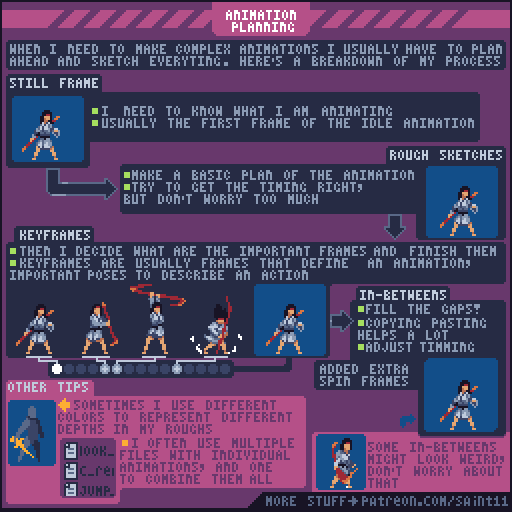 ANIMATION
PLANNING
WHEN I NEED TO MAKE COMPLEX ANIMATIONS I USUALLY HAVE TO PLAN
AHEAD AND SKETCH EVERYTING. HERE'S A BREAKDOWN OF MY PROCESS
STILL FRAME
I NEED TO KNOW WHAT I AM ANIMATING
USUALLY THE FIRST FRAME OF THE IDLE ANIMATION
ROUGH SKETCHES
MAKE A BASIC PLAN OF THE ANIMATION
TRY TO GET THE TIMING RIGHT,
BUT DON'T WORRY TOO MUCH
KEYFRAMES
THEN I DECIDE WHAT ARE THE IMPORTANT FRAMES AND FINISH THEM
KEYFRAMES ARE USUALLY FRAMES THAT DEFINE AN ANIMATION,
IMPORTANT POSES TO DESCRIBE AN ACTION
IN-BETWEENS
FILL THE GAPS!
COPYING PASTING
HELPS A LOT
ADJUST TIMMING
ADDED EXTRA
SPIN FRAMES
OTHER TIPS
SOMETIMES I USE DIFFERENT
COLORS TO REPRESENT DIFFERENT
DEPTHS IN MY ROUGHS
I OFTEN USE MULTIPLE
FILES WITH INDIVIDUAL
ANIMATIONS, AND ONE
TO COMBINE THEM ALL
HOOK_
C_rer
JUMP_
SOME IN-BETWEENS
MIGHT LOOK WEIRD,
DON'T WORRY ABOUT
THAT
MORE STUFF→PATREON.COM/SAINT11